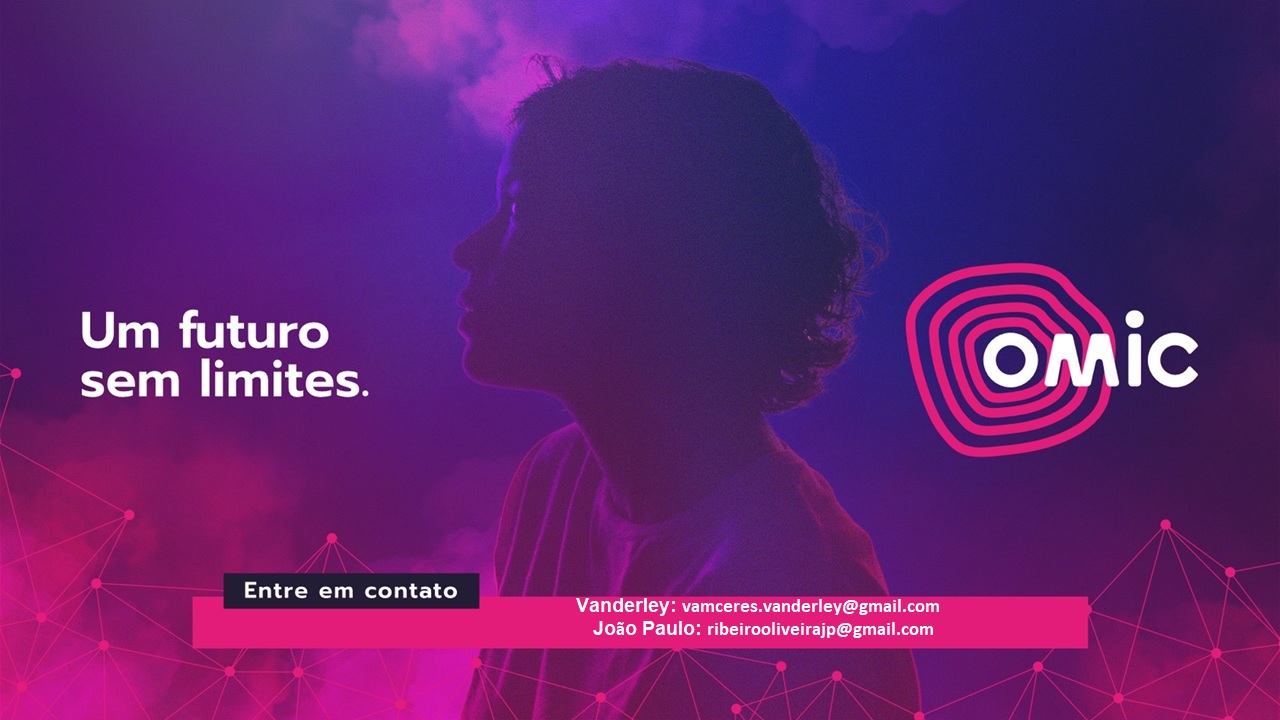 Um futuro
sem limites.
omic
Entre em contato
Vanderley: vamceres.vanderley@gmail.com
João Paulo: ribeirooliveirajp@gmail.com